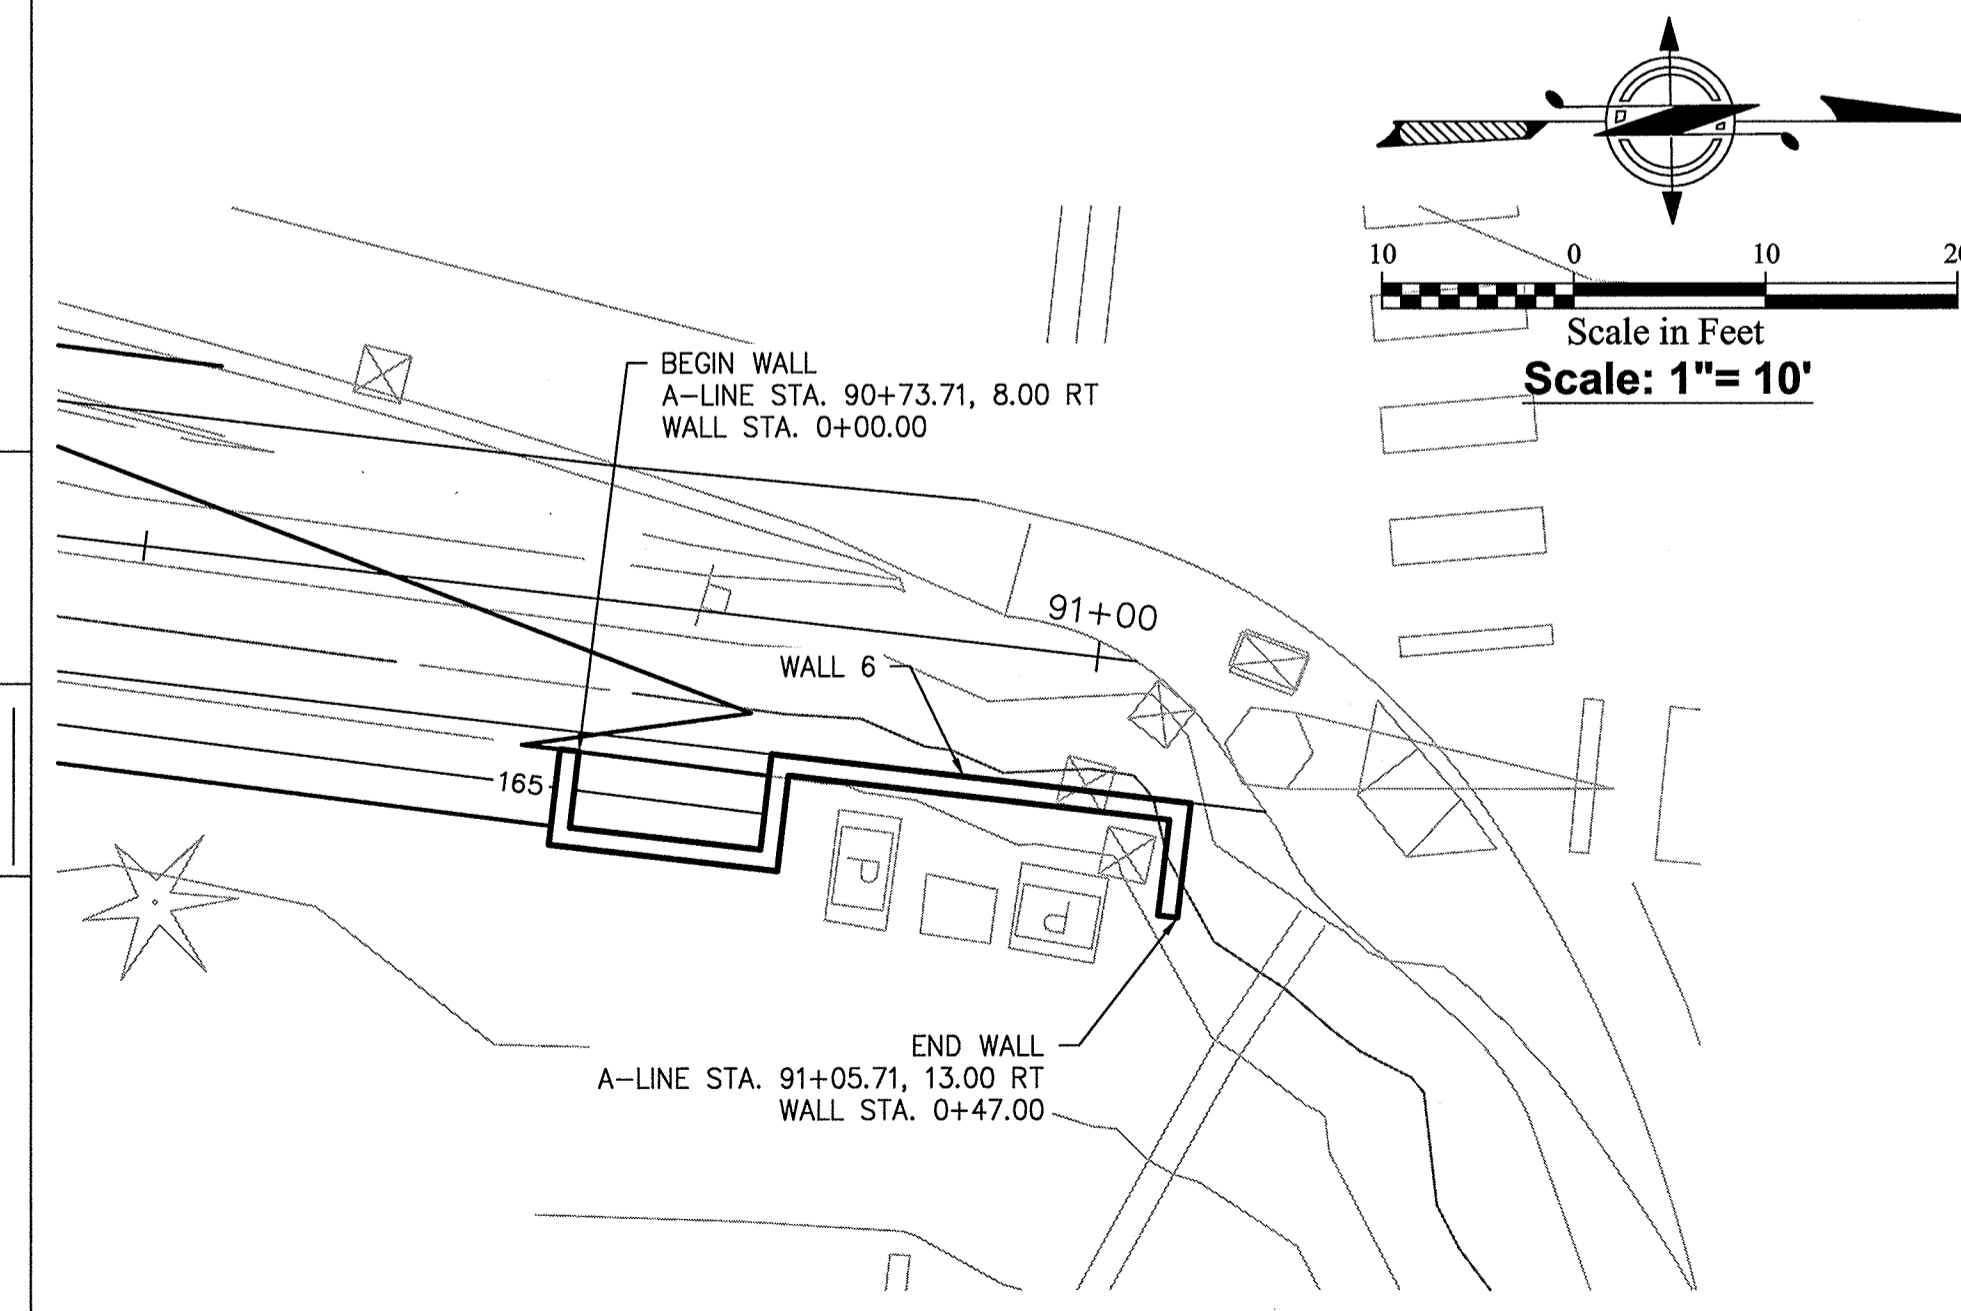 10 0 10
Scale in Feet
Scale: 1"= 10'
BEGIN WALL
A-LINE STA. 90+73.71, 8.00 RT
WALL STA. 0+00.00
91+00
WALL 6
165
P
P
END WALL
A-LINE STA. 91+05.71, 13.00 RT
WALL STA. 0+47.00